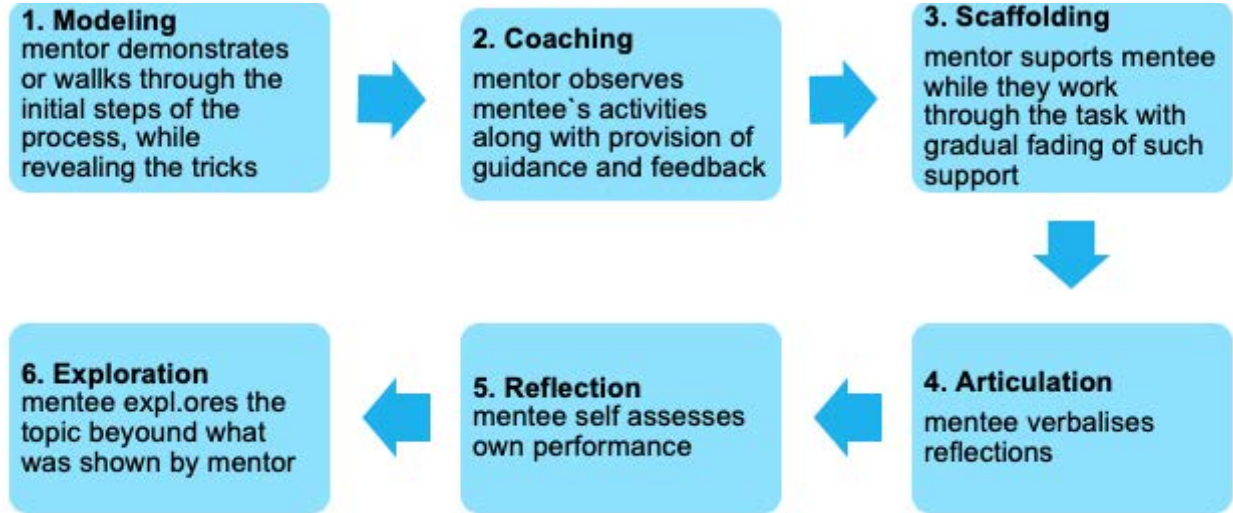 1. Modeling
mentor demonstrates
or wallks through the
initial steps of the
process, while
revealing the tricks
2. Coaching
mentor observes
mentee`s activities
along with provision of
guidance and feedback
3. Scaffolding
mentor suports mentee
while they work
through the task with
gradual fading of such
support
4. Articulation
mentee verbalises
reflections
5. Reflection
mentee self assesses
own performance
6. Exploration
mentee expl.ores the
topic beyound what
was shown by mentor